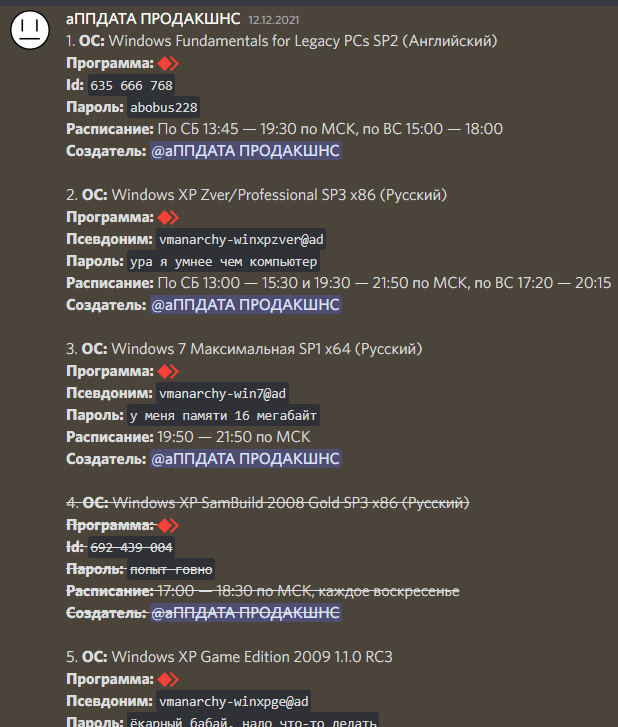 аППДАТА ПРОДАКШНС 12.12.2021
1. ОС: Windows Fundamentals for Legacy PCs SP2 (Английский)
Программа:
Id: 635 666 768
Пароль: abobus228
Расписание: По СБ 13:45 — 19:30 по МСК, по ВС 15:00 — 18:00
Создатель: @аППДАТА ПРОДАКШНС
2. ОС: Windows XP Zver/Professional SP3 x86 (Русский)
Программа:
Псевдоним: vmanarchy-winxpzver@ad
Пароль: ура я умнее чем компьютер
Расписание: По СБ 13:00 — 15:30 и 19:30 — 21:50 по МСК, по ВС 17:20 — 20:15
Создатель: @аППДАТА ПРОДАКШНС
3. ОС: Windows 7 Максимальная SP1 x64 (Русский)
Программа:
Псевдоним: vmanarchy-win7@ad
Пароль: у меня памяти 16 мегабайт
Расписание: 19:50 — 21:50 по МСК
Создатель: @аППДАТА ПРОДАКШНС
4. ОС: Windows XP SamBuild 2008 Gold SP3 x86 (Русский)
Программа:
Id: 692 439 004
Пароль: попыт говно
Расписание: 17:00 — 18:30 по МСК, каждое воскресенье
Создатель: @аППДАТА ПРОДАКШНС
5. ОС: Windows XP Game Edition 2009 1.1.0 RC3
Программа:
Псевдоним: vmanarchy-winxpge@ad
Пароль: ёкарный бабай, надо что-то делать